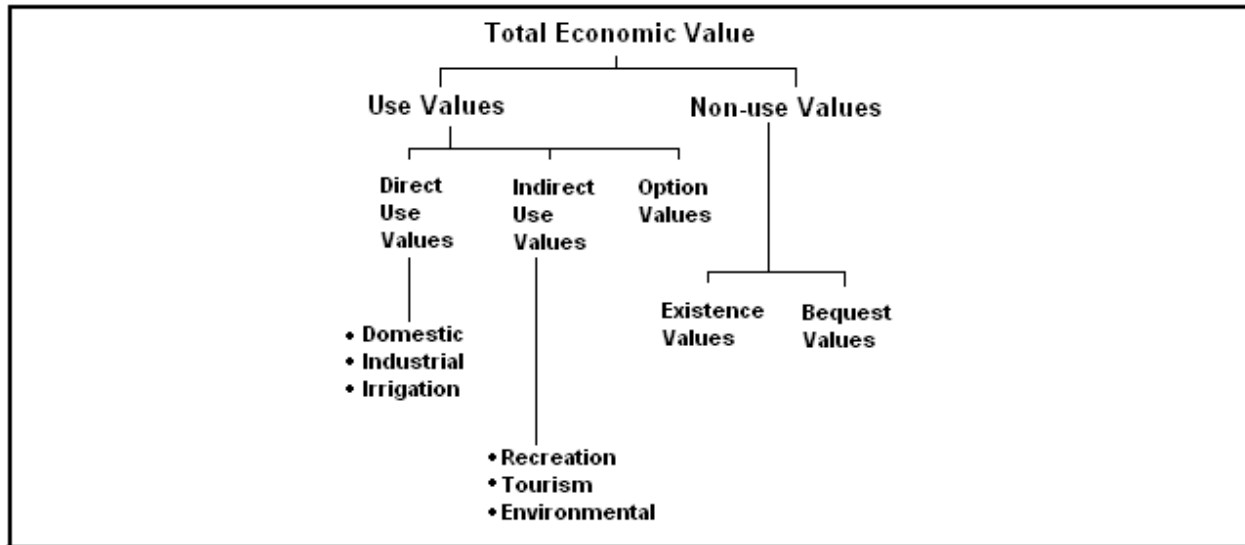 Total Economic Value
Use Values
Non-use Values
Direct
Use
Values
Indirect
Use
Values
Option
Values
• Domestic
• Industrial
• Irrigation
• Recreation
• Tourism
• Environmental
Existence
Values
Bequest
Values